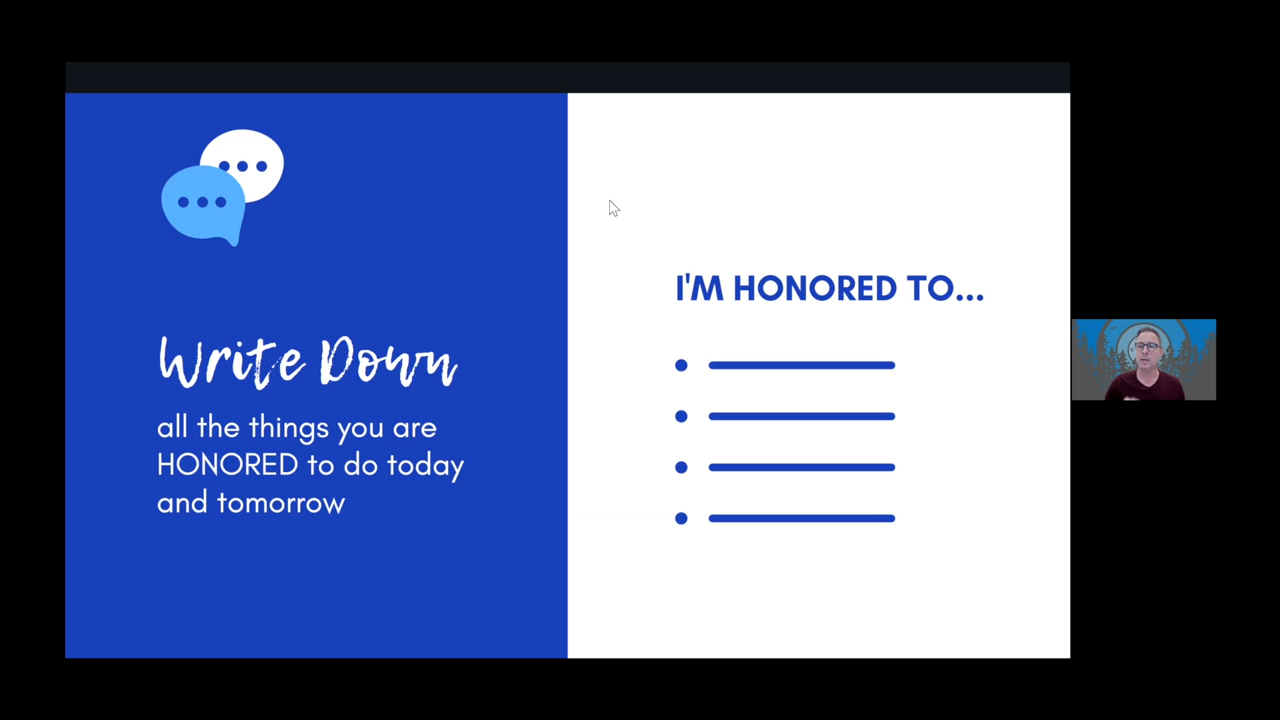 Write Down
all the things you are
HONORED to do today
and tomorrow
I'M HONORED TO...